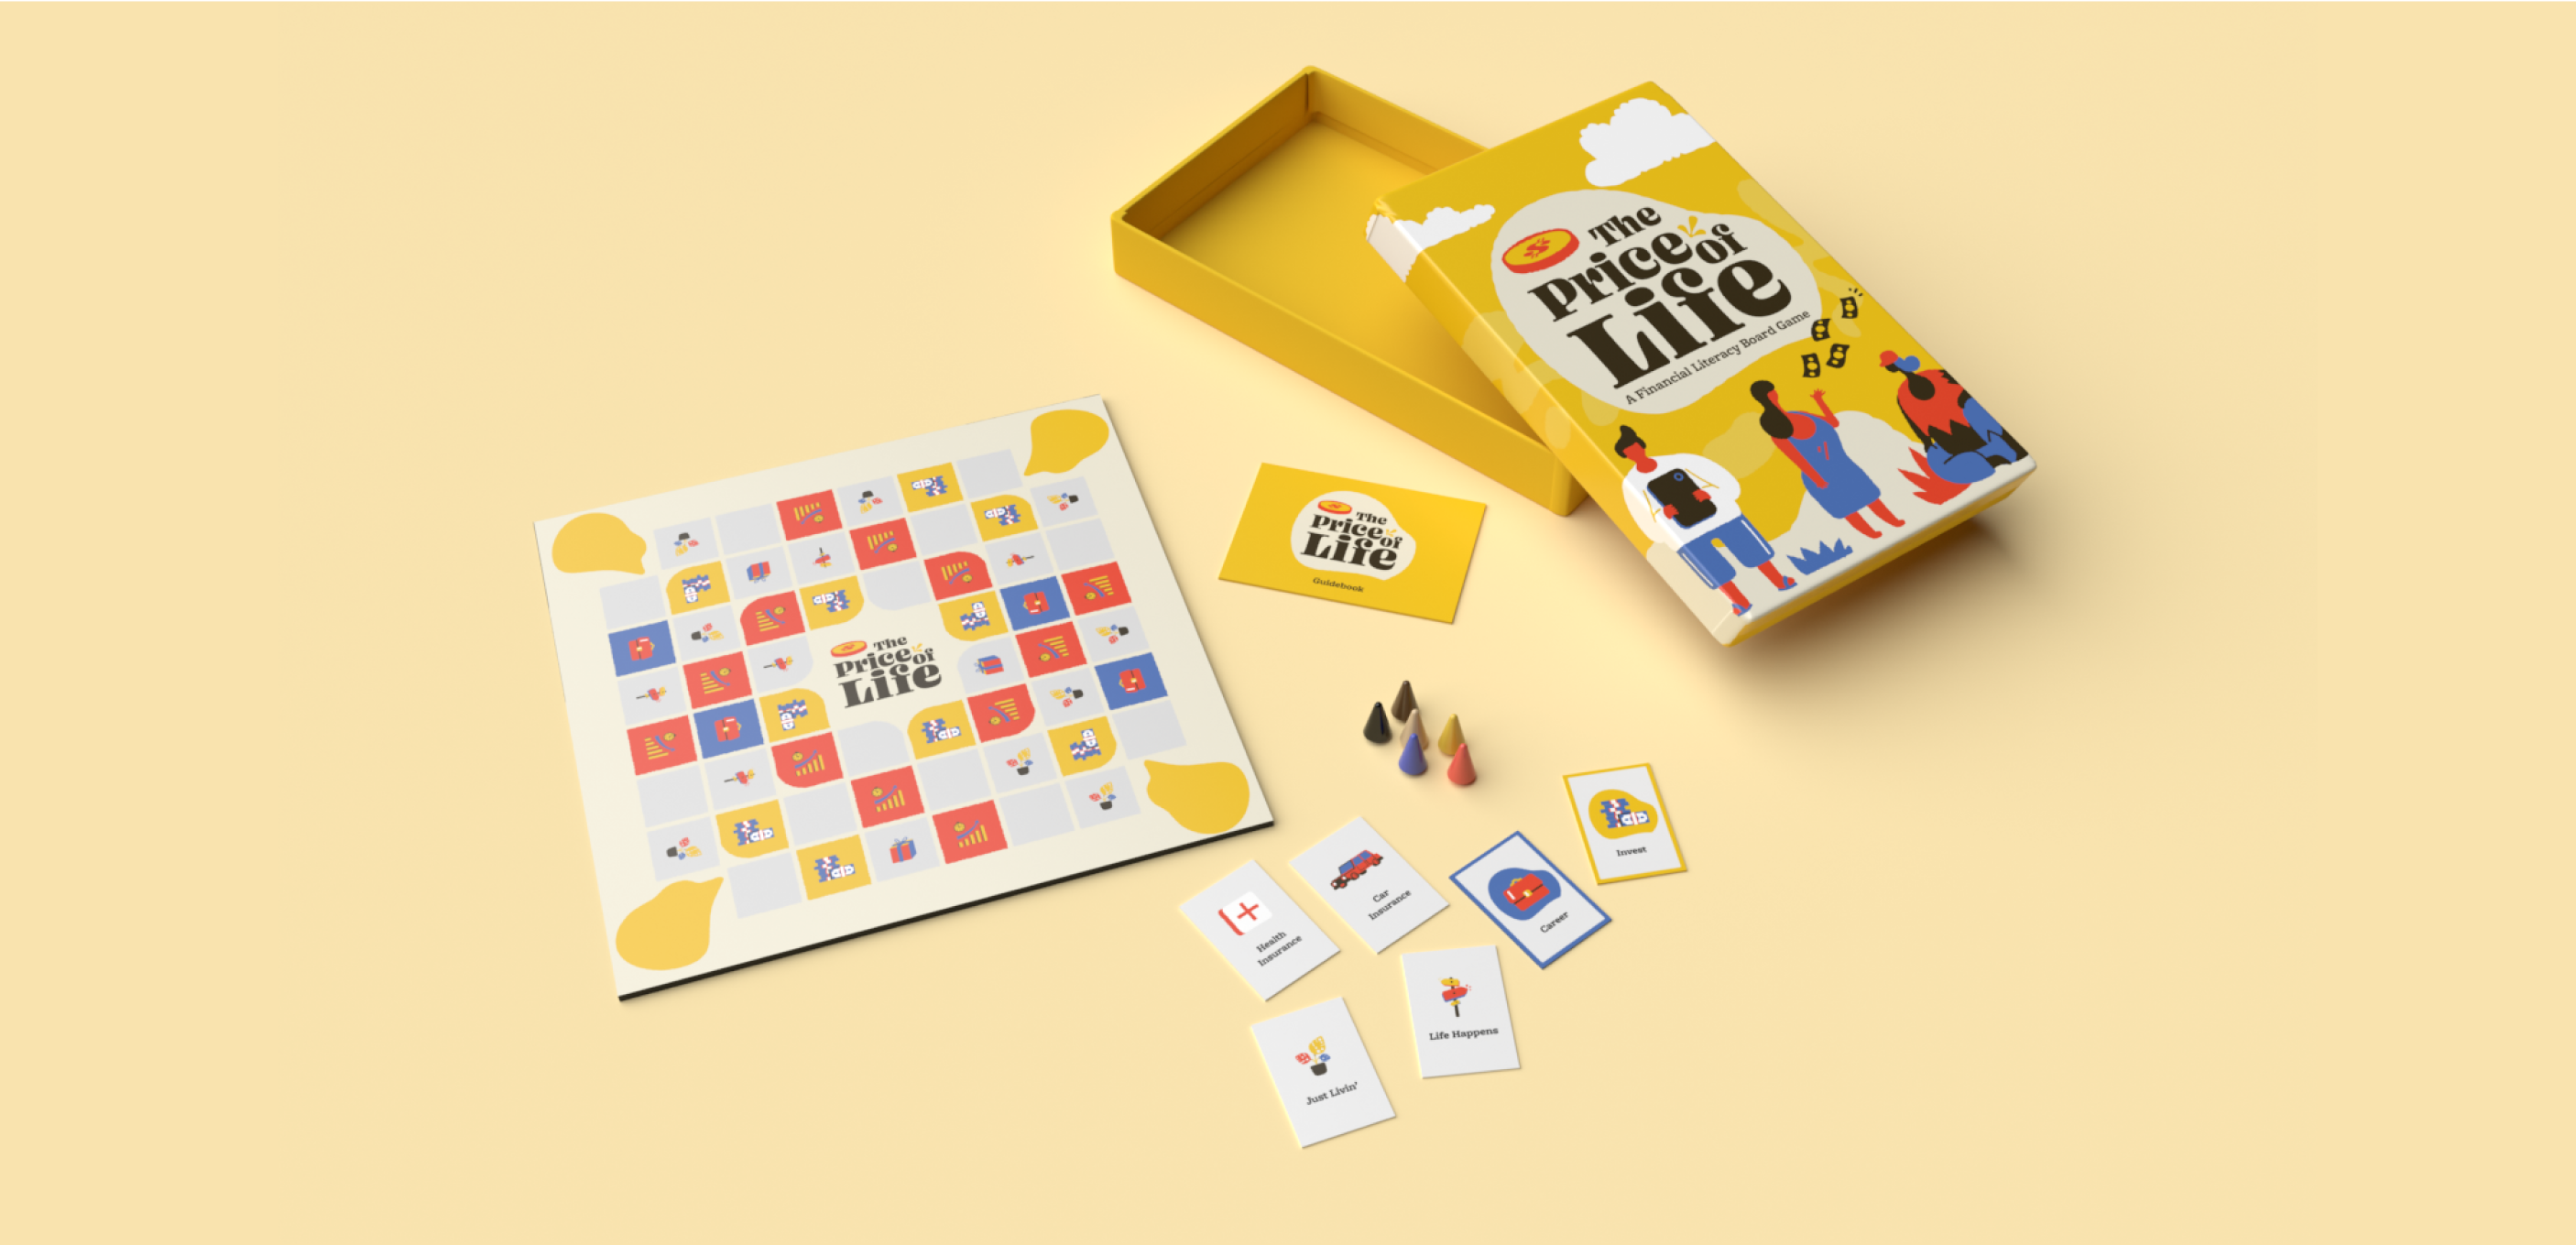 The
Price of
Life
A Financial Literacy Board Game
The
Price of
Life
Guidebook
The
Price of
Life
Invest
Career
Car
Insurance
Health
Insurance
Life Happens
Just Livin'